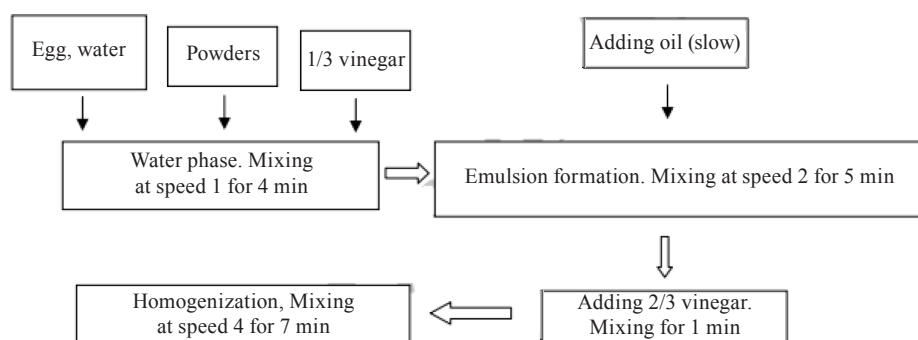 Egg, water
Powders
1/3 vinegar
Adding oil (slow)
Water phase. Mixing
at speed 1 for 4 min
Emulsion formation. Mixing at speed 2 for 5 min
Adding 2/3 vinegar.
Mixing for 1 min
Homogenization, Mixing
at speed 4 for 7 min